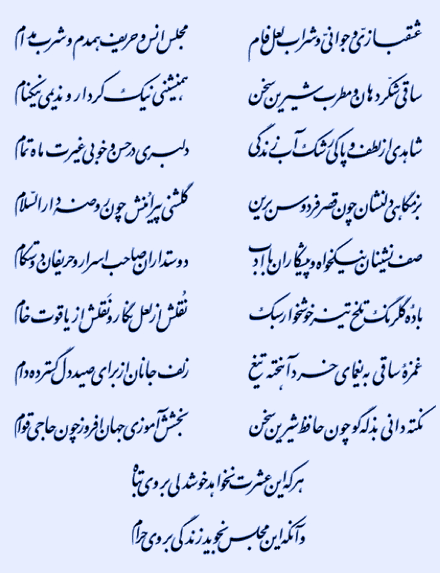 عشقبازی و جوانی و شراب لعل فام مجلس انس و حریف همدم و شرب مدام
ساقی شکر دهان و مطرب شیرین سخن همنشینی نیک کردار و ندیمی نیکنام
شاهدی از لطف و پاکی رشک آب زندگی دلبری در حسن و خوبی غیرت ماه تمام
بزمگاهی دلنشان چون قصر فردوس برین گلشنی پیرامنش چون روضه دارالسلام
صف نشینان نیکخواه و پیشکاران با ادب دوستداران صاحب اسرار و حریفان دوستکام
باده گلرنگ تلخ تیز خوشخوار سبک نقلش از لعل نگار و نقلش از یاقوت خام
غمزه ساقی به یغمای خرد آهخته تیغ زلف جانان از برای صید دل گسترده دام
نکته دانی بذله گو چون حافظ شیرین سخن بخشش آموزی جهان افروز چون حاجی قوام
هر که این عشرت نخواهد خوشدلی بر وی تباه
وانکه این مجلس نجوید زندگی بر وی حرام